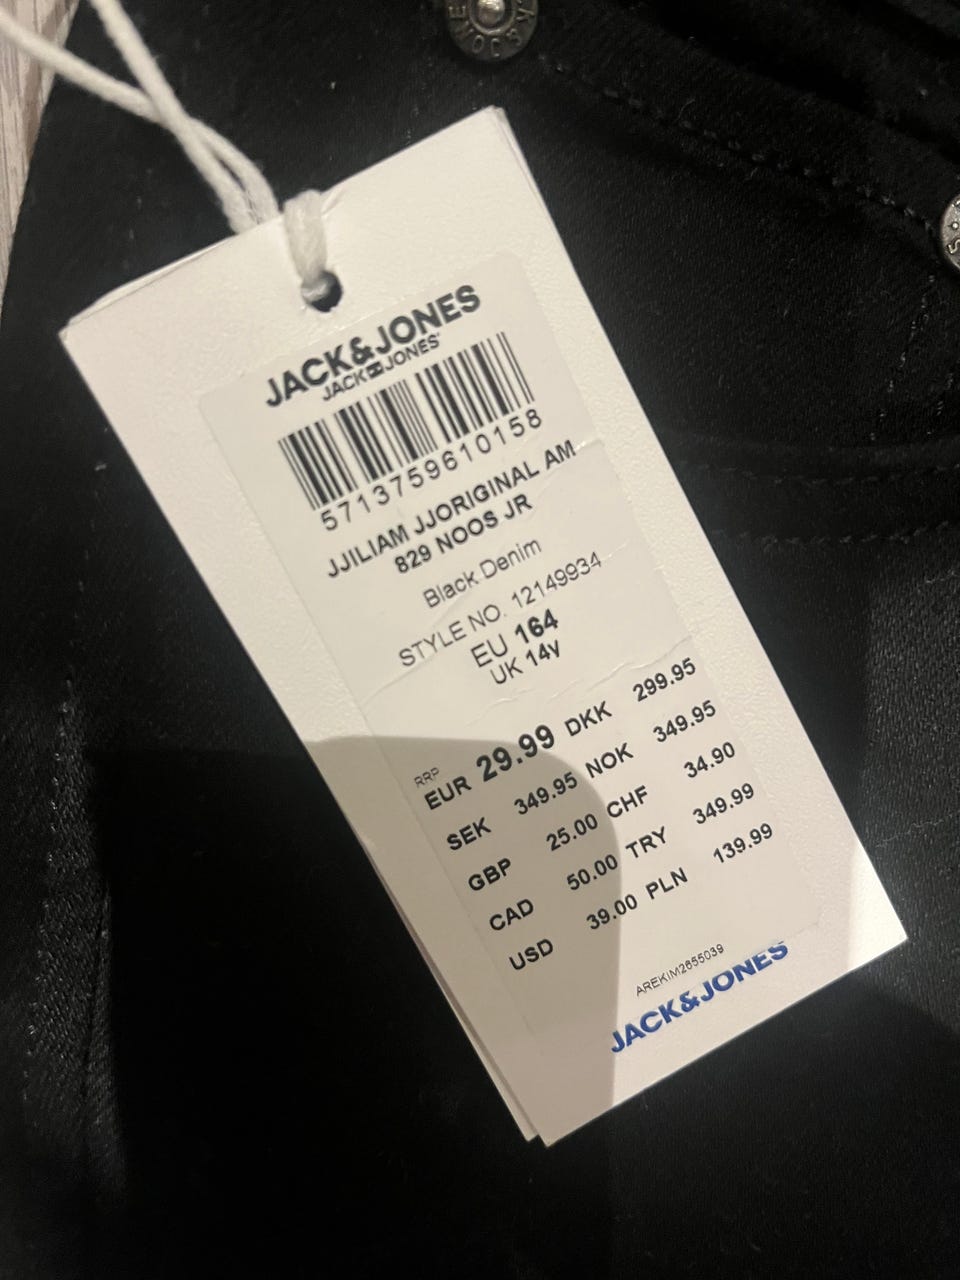 JACK&JONES
JACK JONES
5713759610158
JJILIAM JJORIGINAL AM
829 NOOS JR
Black Denim
STYLE NO. 12149934
EU 164
UK 14y
RRP
EUR 29.99 DKK 299.95
SEK 349.95 NOK 349.95
GBP 25.00 CHF 34.90
CAD 50.00 TRY 349.99
USD 39.00 PLN 139.99
AREKIM2655039
JACK&JONES